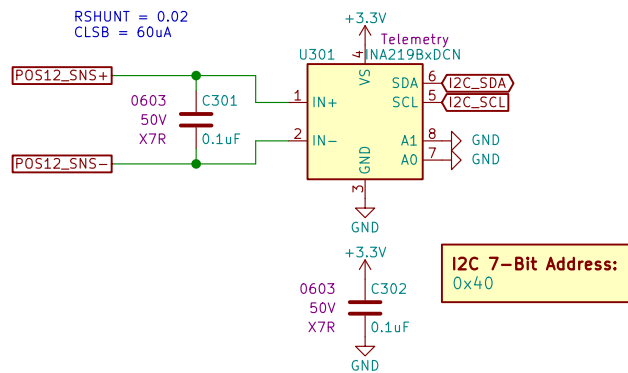 RSHUNT = 0.02
CLSB = 60uA
+3.3V
Telemetry
U301
INA219BxDCN
4
VS
POS12_SNS+
SDA
6
I2C_SDA
0603
C301
1
IN+
SCL
5
I2C_SCL
50V
X7R
0.1uF
2
IN-
A1
8
GND
POS12_SNS-
GND
A0
7
GND
3
GND
+3.3V
0603
C302
50V
X7R
0.1uF
GND
I2C 7-Bit Address:
0x40